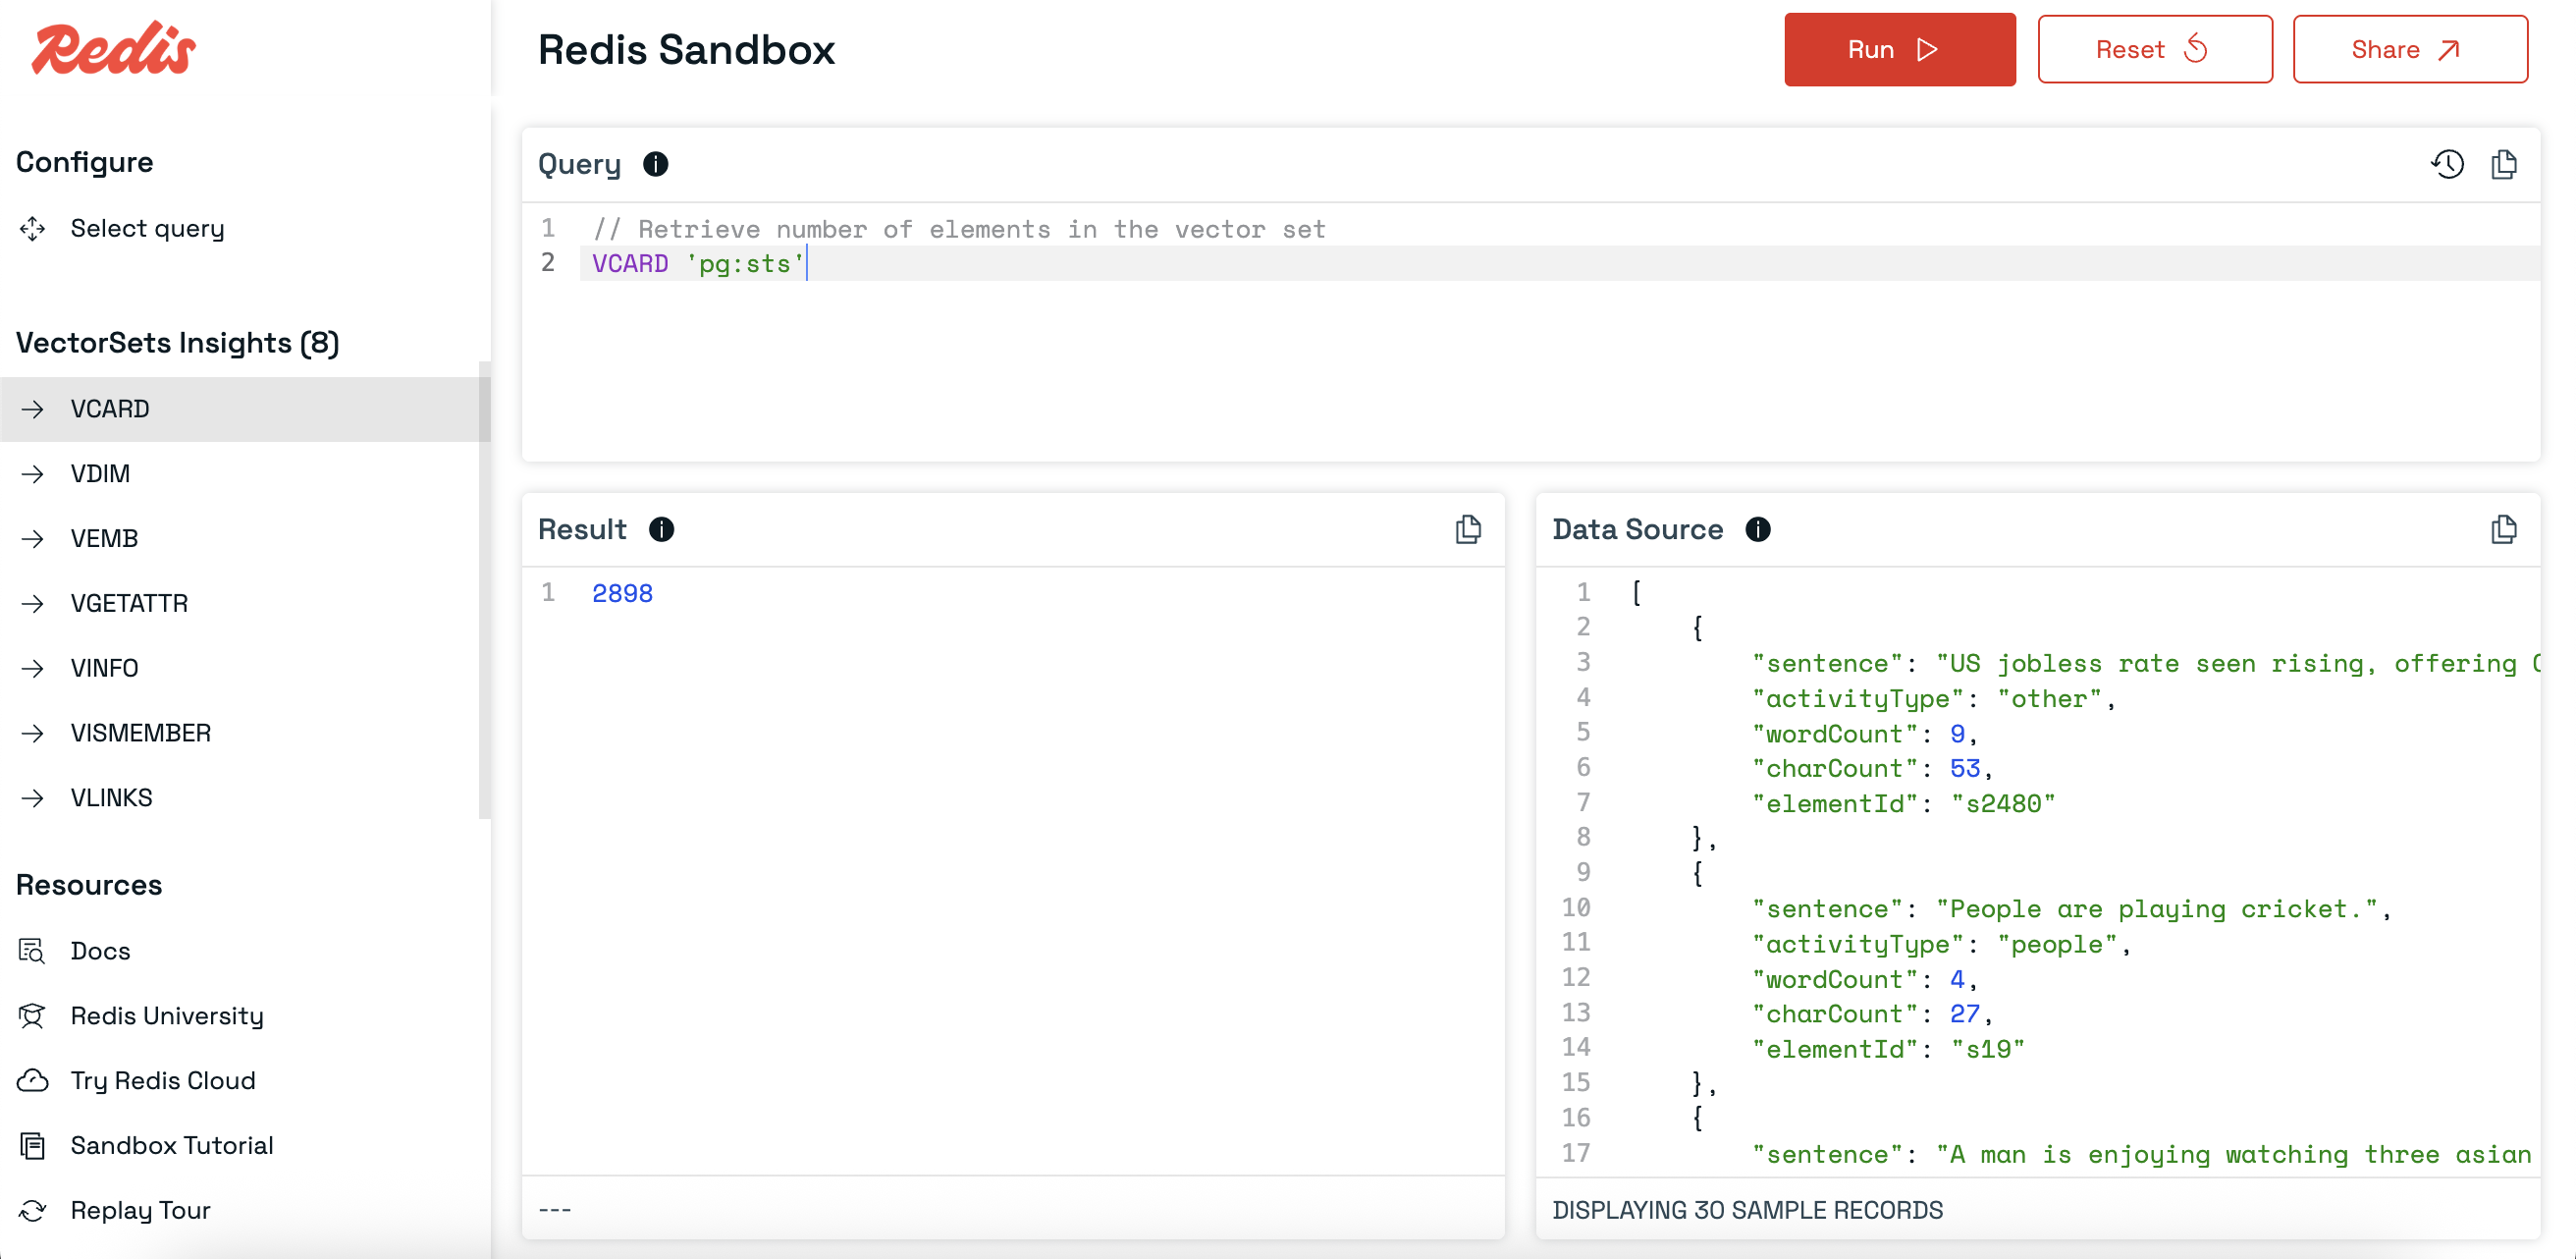 Redis
Configure
Select query
VectorSets Insights (8)
VCARD
VDIM
VEMB
VGETATTR
VINFO
VISMEMBER
VLINKS
Resources
Docs
Redis University
Try Redis Cloud
Sandbox Tutorial
Replay Tour
Redis Sandbox
Run
Reset
Share
Query
1 // Retrieve number of elements in the vector set
2 VCARD 'pg:sts'
Result
1 2898
---
Data Source
1 [
2 {
3 "sentence": "US jobless rate seen rising, offering
4 "activityType": "other",
5 "wordCount": 9,
6 "charCount": 53,
7 "elementId": "s2480"
8 },
9 {
10 "sentence": "People are playing cricket.",
11 "activityType": "people",
12 "wordCount": 4,
13 "charCount": 27,
14 "elementId": "s19"
15 },
16 {
17 "sentence": "A man is enjoying watching three asian
DISPLAYING 30 SAMPLE RECORDS